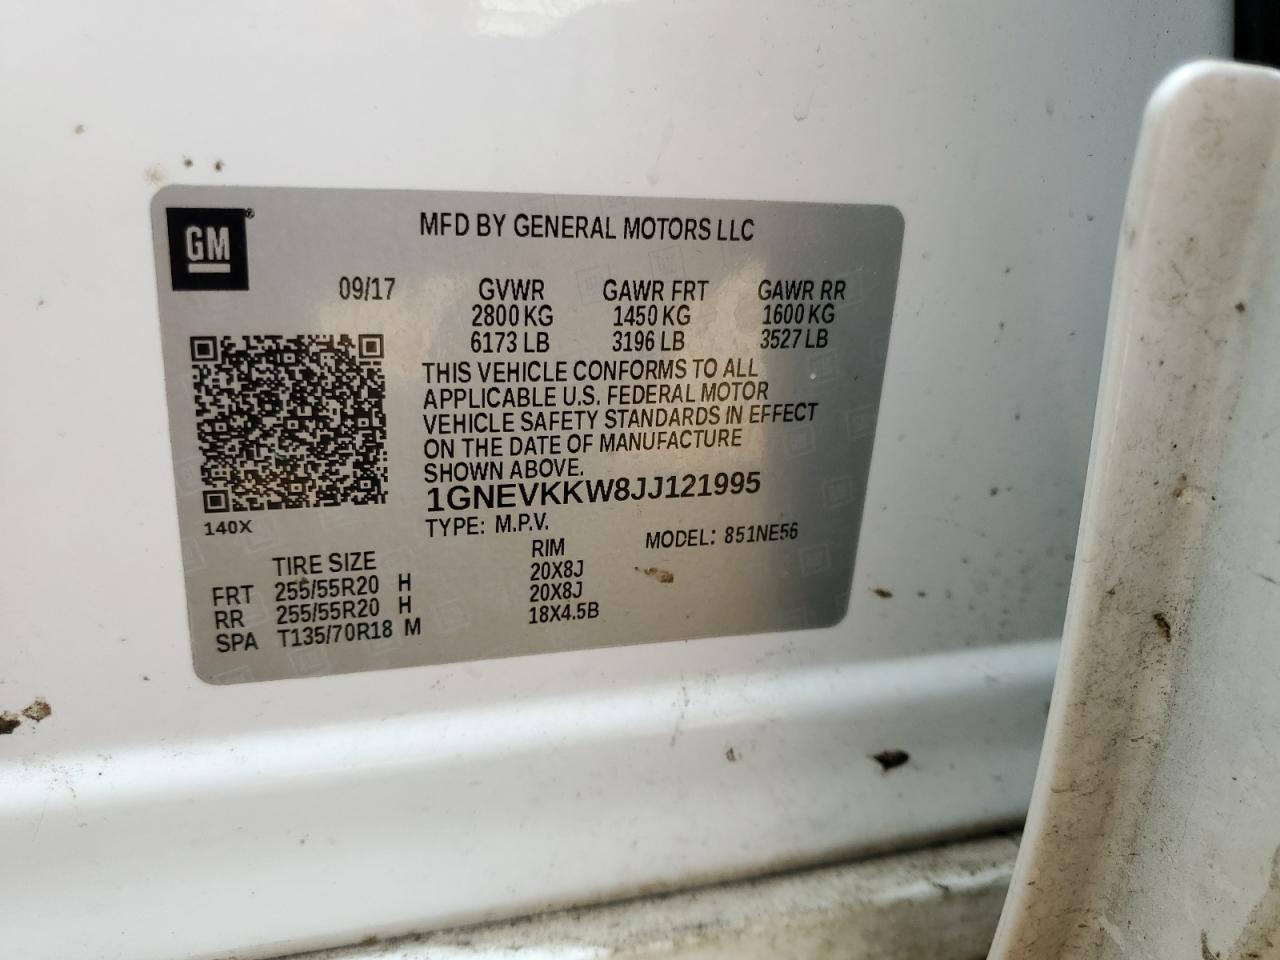 GM
MFD BY GENERAL MOTORS LLC
09/17 GVWR GAWR FRT GAWR RR
2800 KG 1450 KG 1600 KG
6173 LB 3196 LB 3527 LB
THIS VEHICLE CONFORMS TO ALL
APPLICABLE U.S. FEDERAL MOTOR
VEHICLE SAFETY STANDARDS IN EFFECT
ON THE DATE OF MANUFACTURE
SHOWN ABOVE.
1GNEVKKW8JJ121995
140X
TYPE: M.P.V. MODEL: 851NE56
TIRE SIZE RIM
FRT 255/55R20 H 20X8J
RR 255/55R20 H 20X8J
SPA T135/70R18 M 18X4.5B